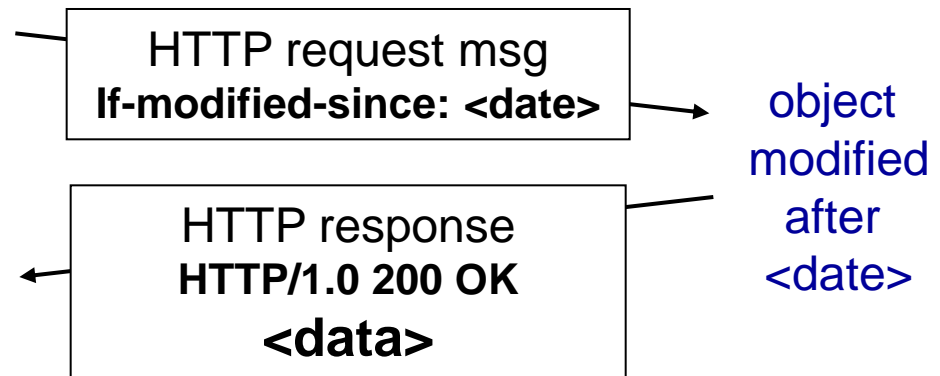 HTTP request msg
If-modified-since: <date>
object
modified
after
<date>
HTTP response
HTTP/1.0 200 OK
<data>